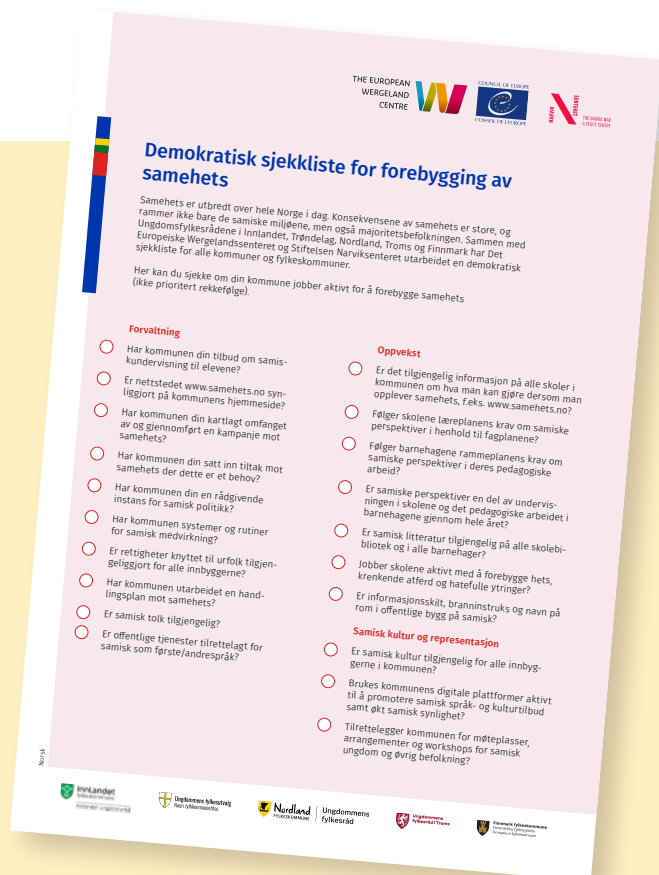 THE EUROPEAN
WERGELAND
CENTRE
COUNCIL OF EUROPE
CONSEIL DE L'EUROPE
NARVIK
SENTERET
THE NARVIK WAR
& PEACE CENTRE
Demokratisk sjekkliste for forebygging av
samehets
Samehets er utbredt over hele Norge i dag. Konsekvensene av samehets er store, og
rammer ikke bare de samiske miljøene, men også majoritetsbefolkningen. Sammen med
Ungdomsfylkesrådene i Innlandet, Trøndelag, Nordland, Troms og Finnmark har Det
Europeiske Wergelandssenteret og Stiftelsen Narviksenteret utarbeidet en demokratisk
sjekkliste for alle kommuner og fylkeskommuner.
Her kan du sjekke om din kommune jobber aktivt for å forebygge samehets
(ikke prioritert rekkefølge).
Forvaltning
Har kommunen din tilbud om samis-
kundervisning til elevene?
Er nettstedet www.samehets.no syn-
liggjort på kommunens hjemmeside?
Har kommunen din kartlagt omfanget
av og gjennomført en kampanje mot
samehets?
Har kommunen din satt inn tiltak mot
samehets der dette er et behov?
Har kommunen din en rådgivende
instans for samisk politikk?
Har kommunen systemer og rutiner
for samisk medvirkning?
Er rettigheter knyttet til urfolk tilgjen-
geliggjort for alle innbyggerne?
Har kommunen utarbeidet en hand-
lingsplan mot samehets?
Er samisk tolk tilgjengelig?
Er offentlige tjenester tilrettelagt for
samisk som første/andrespråk?
Oppvekst
Er det tilgjengelig informasjon på alle skoler i
kommunen om hva man kan gjøre dersom man
opplever samehets, f.eks. www.samehets.no?
Følger skolene læreplanens krav om samiske
perspektiver i henhold til fagplanene?
Følger barnehagene rammeplanens krav om
samiske perspektiver i deres pedagogiske
arbeid?
Er samiske perspektiver en del av undervis-
ningen i skolene og det pedagogiske arbeidet i
barnehagene gjennom hele året?
Er samisk litteratur tilgjengelig på alle skolebi-
bliotek og i alle barnehager?
Jobber skolene aktivt med å forebygge hets,
krenkende atferd og hatefulle ytringer?
Er informasjonsskilt, branninstruks og navn på
rom i offentlige bygg på samisk?
Samisk kultur og representasjon
Er samisk kultur tilgjengelig for alle innbyg-
gerne i kommunen?
Brukes kommunens digitale plattformer aktivt
til å promotere samisk språk- og kulturtilbud
samt økt samisk synlighet?
Tilrettelegger kommunen for møteplasser,
arrangementer og workshops for samisk
ungdom og øvrig befolkning?
Norsk
Innlandet
fylkeskommune
Ungdommens fylkesutvalg
Nordland
FYLKESKOMMUNE
Ungdommens
fylkesråd
Ungdommens
fylkesråd i Troms
Finnmark fylkeskommune